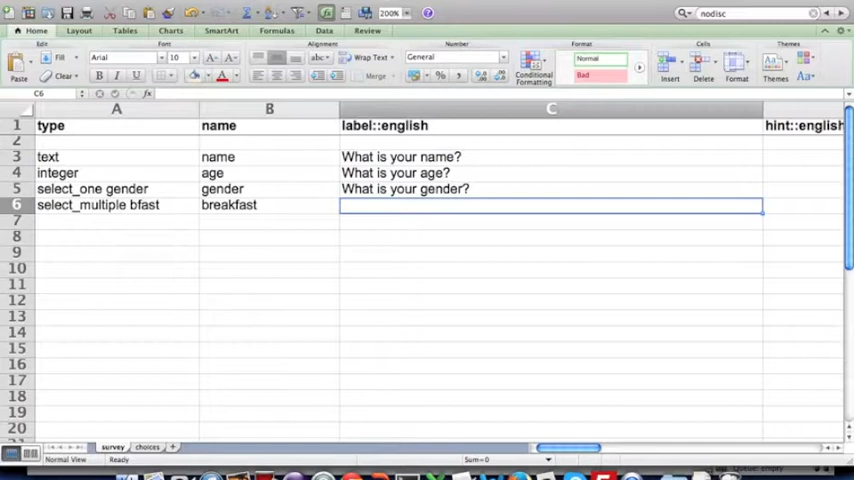 200%
nodisc
Home Layout Tables Charts SmartArt Formulas Data Review
Edit Font Alignment Number Format Cells Themes
Fill Arial 10 abc Wrap Text General Normal
Paste Clear B I U Merge % Conditional Formatting Bad Insert Delete Format Themes Aa
C6 fx
A B C
1 type name label::english hint::english
2
3 text name What is your name?
4 integer age What is your age?
5 select_one gender gender What is your gender?
6 select_multiple bfast breakfast
7
8
9
10
11
12
13
14
15
16
17
18
19
20
survey choices
Normal View Ready Sum=0
Queue: empty